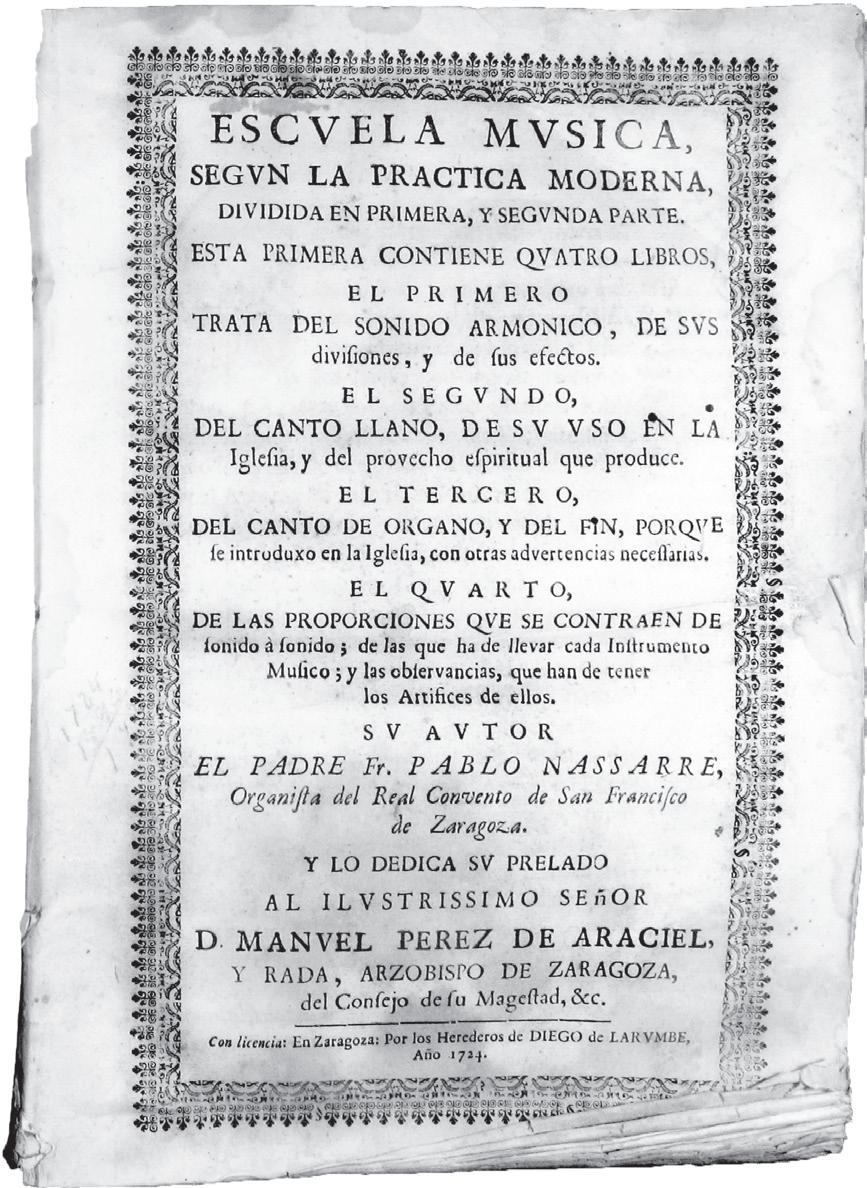 ESCVELA MVSICA,
SEGVN LA PRACTICA MODERNA,
DIVIDIDA EN PRIMERA, Y SEGVNDA PARTE.
ESTA PRIMERA CONTIENE QVATRO LIBROS,
EL PRIMERO
TRATA DEL SONIDO ARMONICO, DE SVS
diviſiones, y de ſus efectos.
EL SEGVNDO,
DEL CANTO LLANO, DE SV VSO EN LA
Igleſia, y del provecho eſpiritual que produce.
EL TERCERO,
DEL CANTO DE ORGANO, Y DEL FIN, PORQVE
ſe introduxo en la Igleſia, con otras advertencias neceſſarias.
EL QVARTO,
DE LAS PROPORCIONES QVE SE CONTRAEN DE
ſonido à ſonido; de las que ha de llevar cada Inſtrumento
Muſico; y las obſervancias, que han de tener
los Artifices de ellos.
SV AVTOR
EL PADRE Fr. PABLO NASSARRE,
Organiſta del Real Convento de San Franciſco
de Zaragoza.
Y LO DEDICA SV PRELADO
AL ILVSTRISSIMO SEñOR
D. MANVEL PEREZ DE ARACIEL,
Y RADA, ARZOBISPO DE ZARAGOZA,
del Conſejo de ſu Mageſtad, &c.
Con licencia: En Zaragoza: Por los Herederos de DIEGO de LARVMBE,
Año 1724.